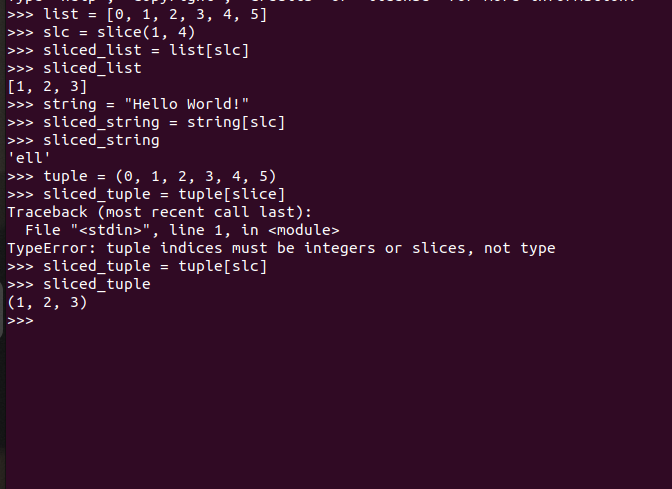 >>> list = [0, 1, 2, 3, 4, 5]
>>> slc = slice(1, 4)
>>> sliced_list = list[slc]
>>> sliced_list
[1, 2, 3]
>>> string = "Hello World!"
>>> sliced_string = string[slc]
>>> sliced_string
'ell'
>>> tuple = (0, 1, 2, 3, 4, 5)
>>> sliced_tuple = tuple[slice]
Traceback (most recent call last):
  File "<stdin>", line 1, in <module>
TypeError: tuple indices must be integers or slices, not type
>>> sliced_tuple = tuple[slc]
>>> sliced_tuple
(1, 2, 3)
>>>